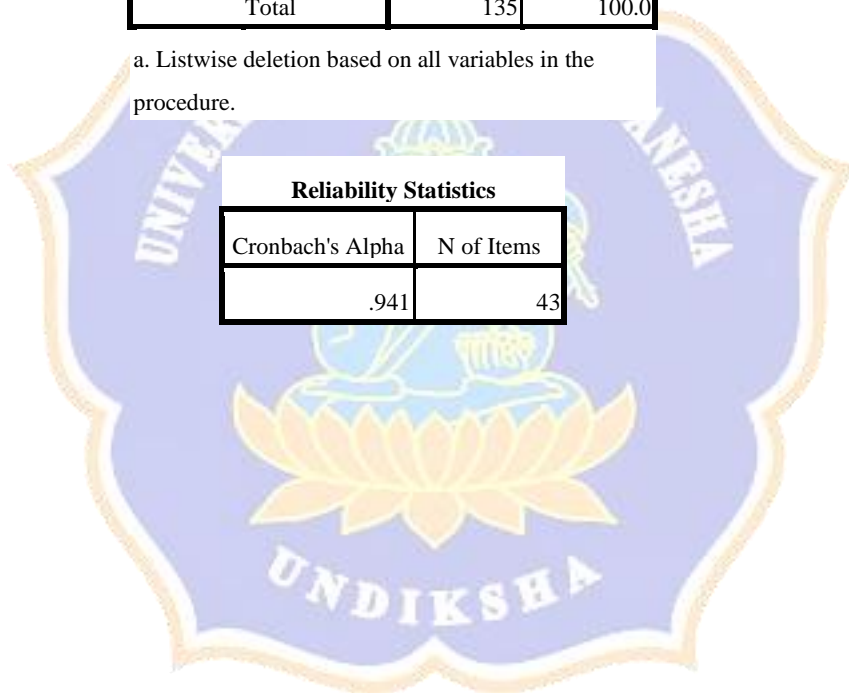 Total 135 100.0
a. Listwise deletion based on all variables in the
procedure.
Reliability Statistics
Cronbach's Alpha N of Items
.941 43
UNDIKSHA